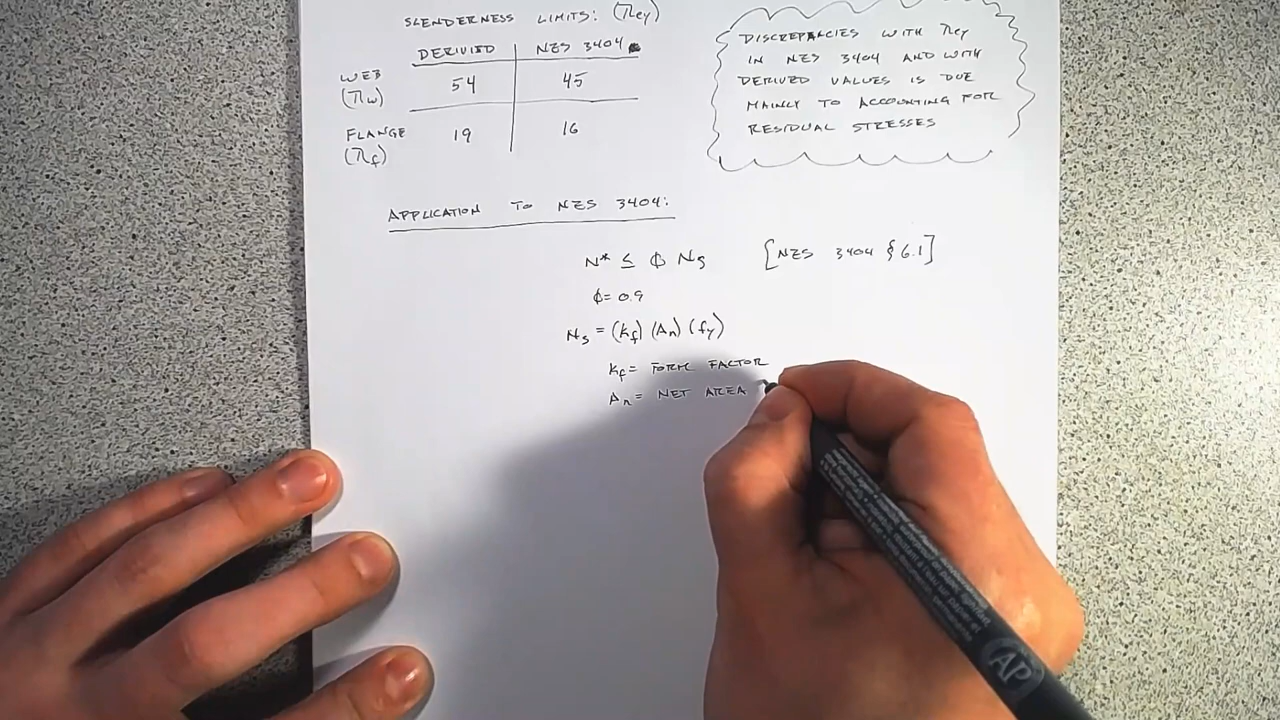 SLENDERNESS LIMITS: (λey)
DERIVED NZS 3404
WEB (λw) 54 45
FLANGE (λf) 19 16
DISCREPANCIES WITH λey
IN NZS 3404 AND WITH
DERIVED VALUES IS DUE
MAINLY TO ACCOUNTING FOR
RESIDUAL STRESSES
APPLICATION TO NZS 3404:
N* ≤ ϕ Ns [NZS 3404 § 6.1]
ϕ = 0.9
Ns = (kf) (An) (fy)
kf = FORM FACTOR
An = NET AREA
AP